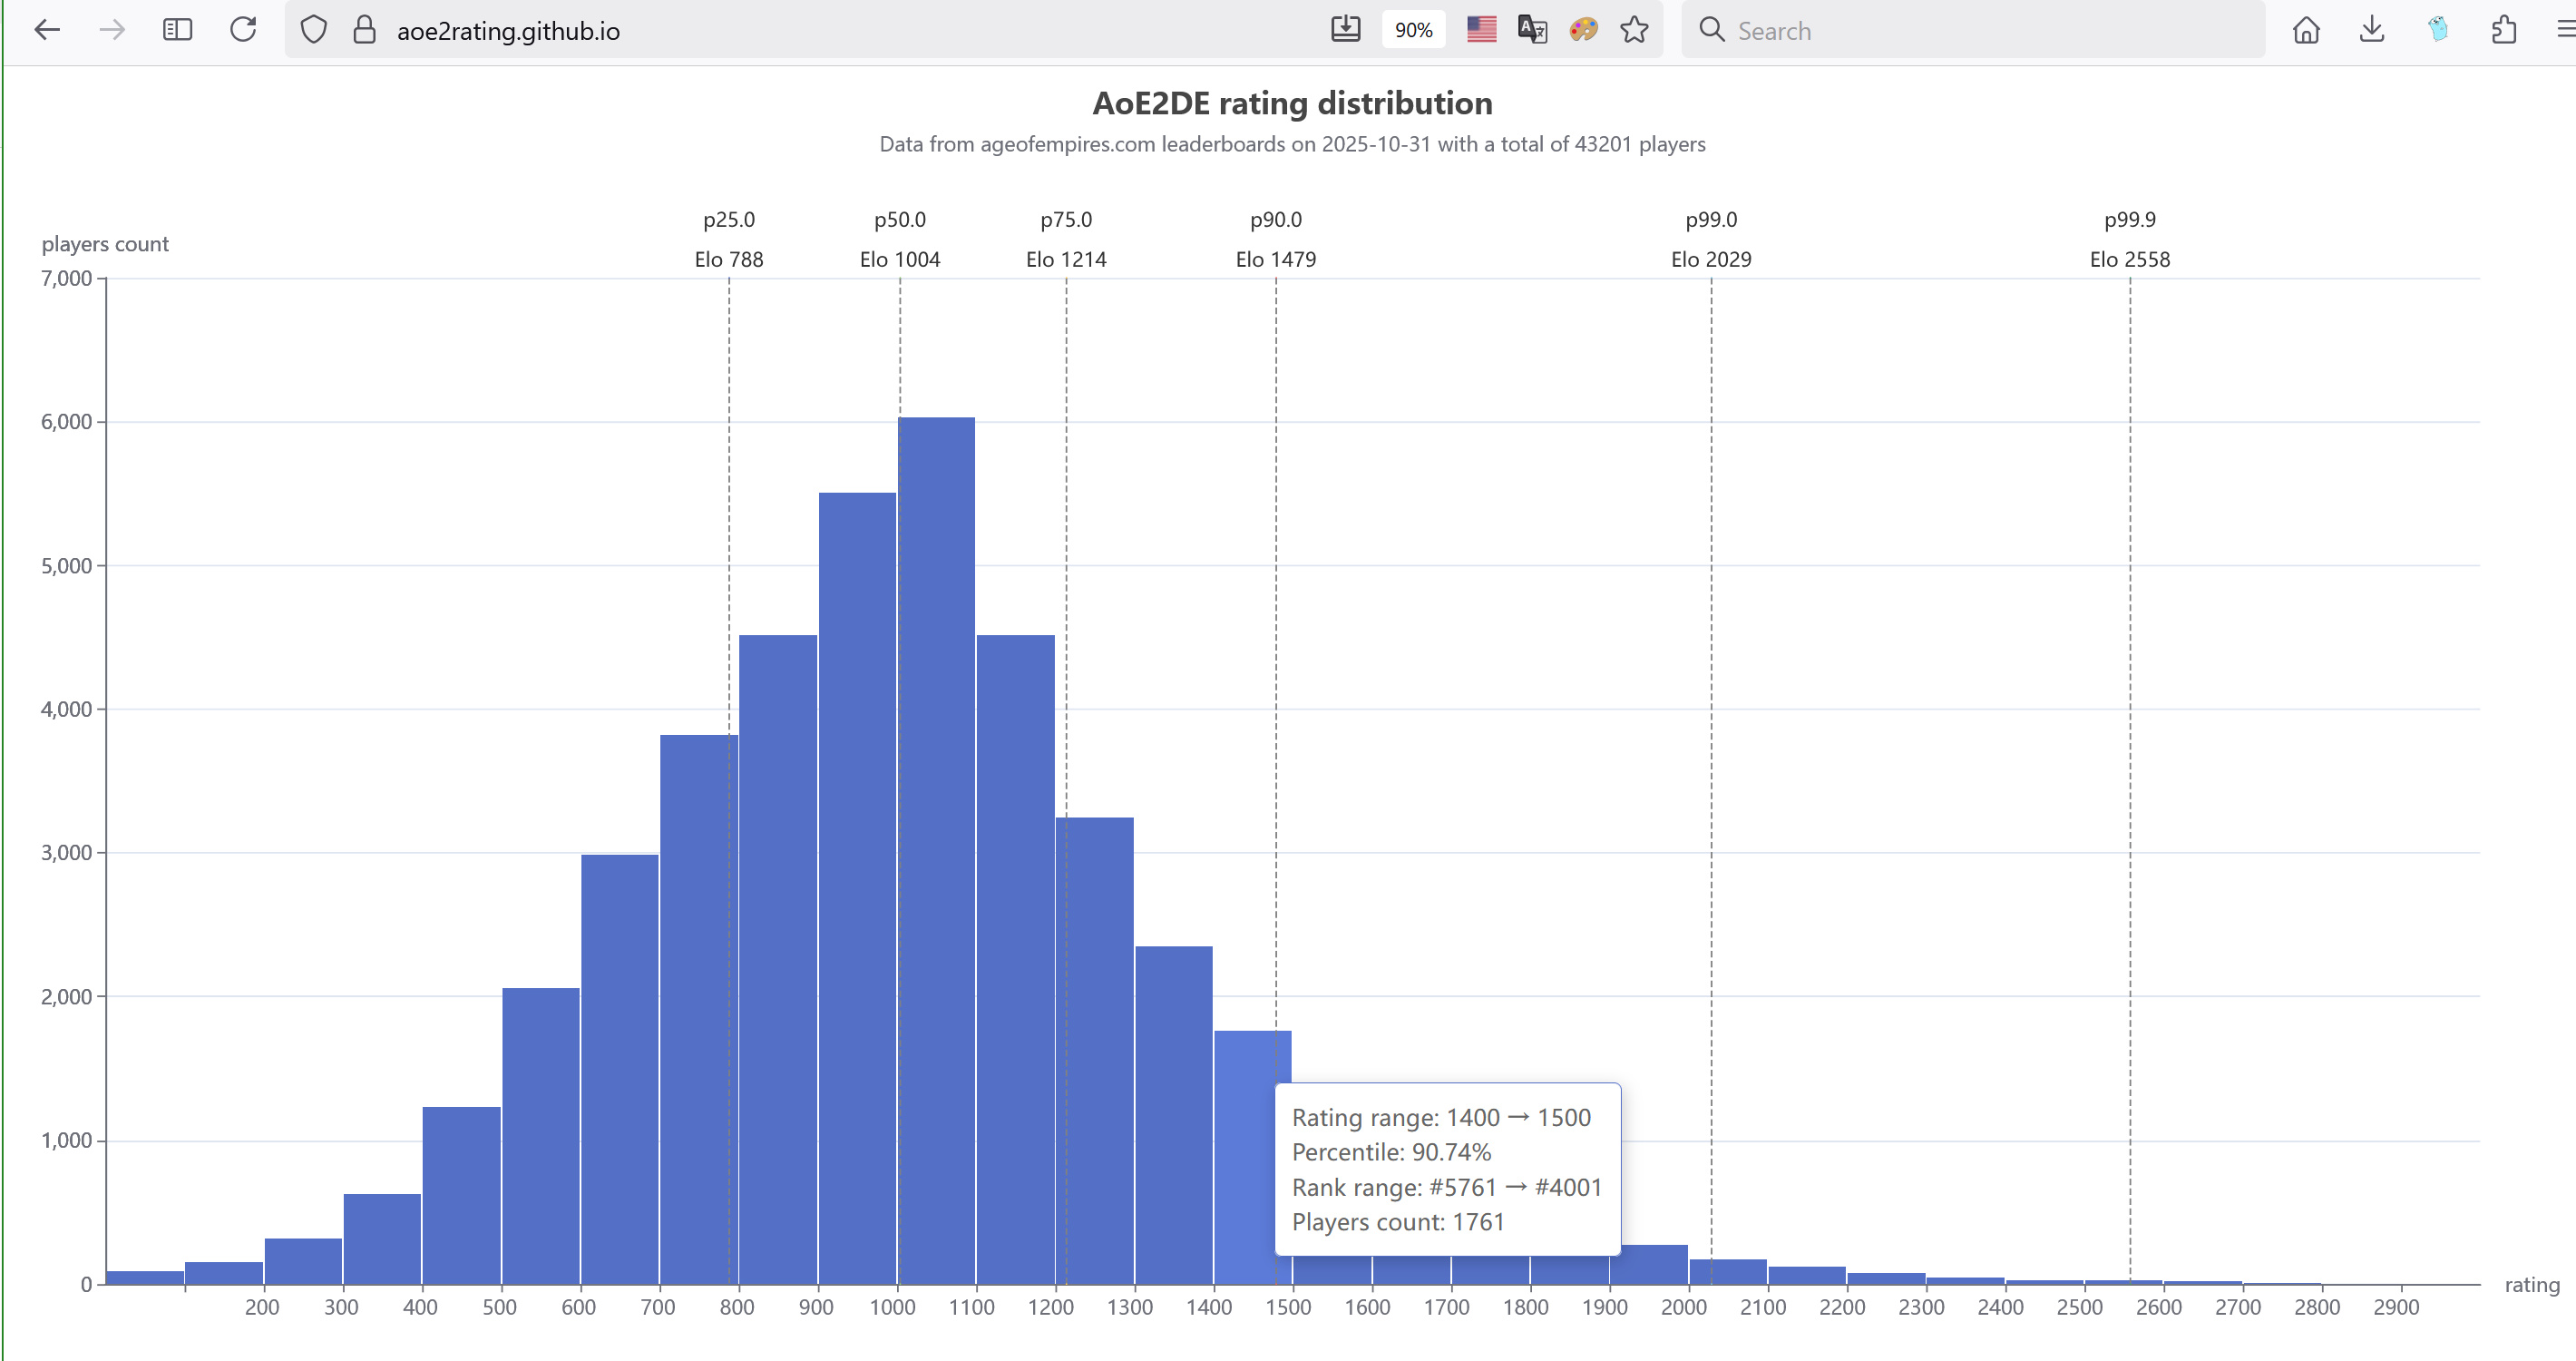 aoe2rating.github.io
90%
Search
AoE2DE rating distribution
Data from ageofempires.com leaderboards on 2025-10-31 with a total of 43201 players
p25.0 p50.0 p75.0 p90.0 p99.0 p99.9
Elo 788 Elo 1004 Elo 1214 Elo 1479 Elo 2029 Elo 2558
players count
7,000
6,000
5,000
4,000
3,000
2,000
1,000
0
Rating range: 1400 → 1500
Percentile: 90.74%
Rank range: #5761 → #4001
Players count: 1761
rating
200 300 400 500 600 700 800 900 1000 1100 1200 1300 1400 1500 1600 1700 1800 1900 2000 2100 2200 2300 2400 2500 2600 2700 2800 2900